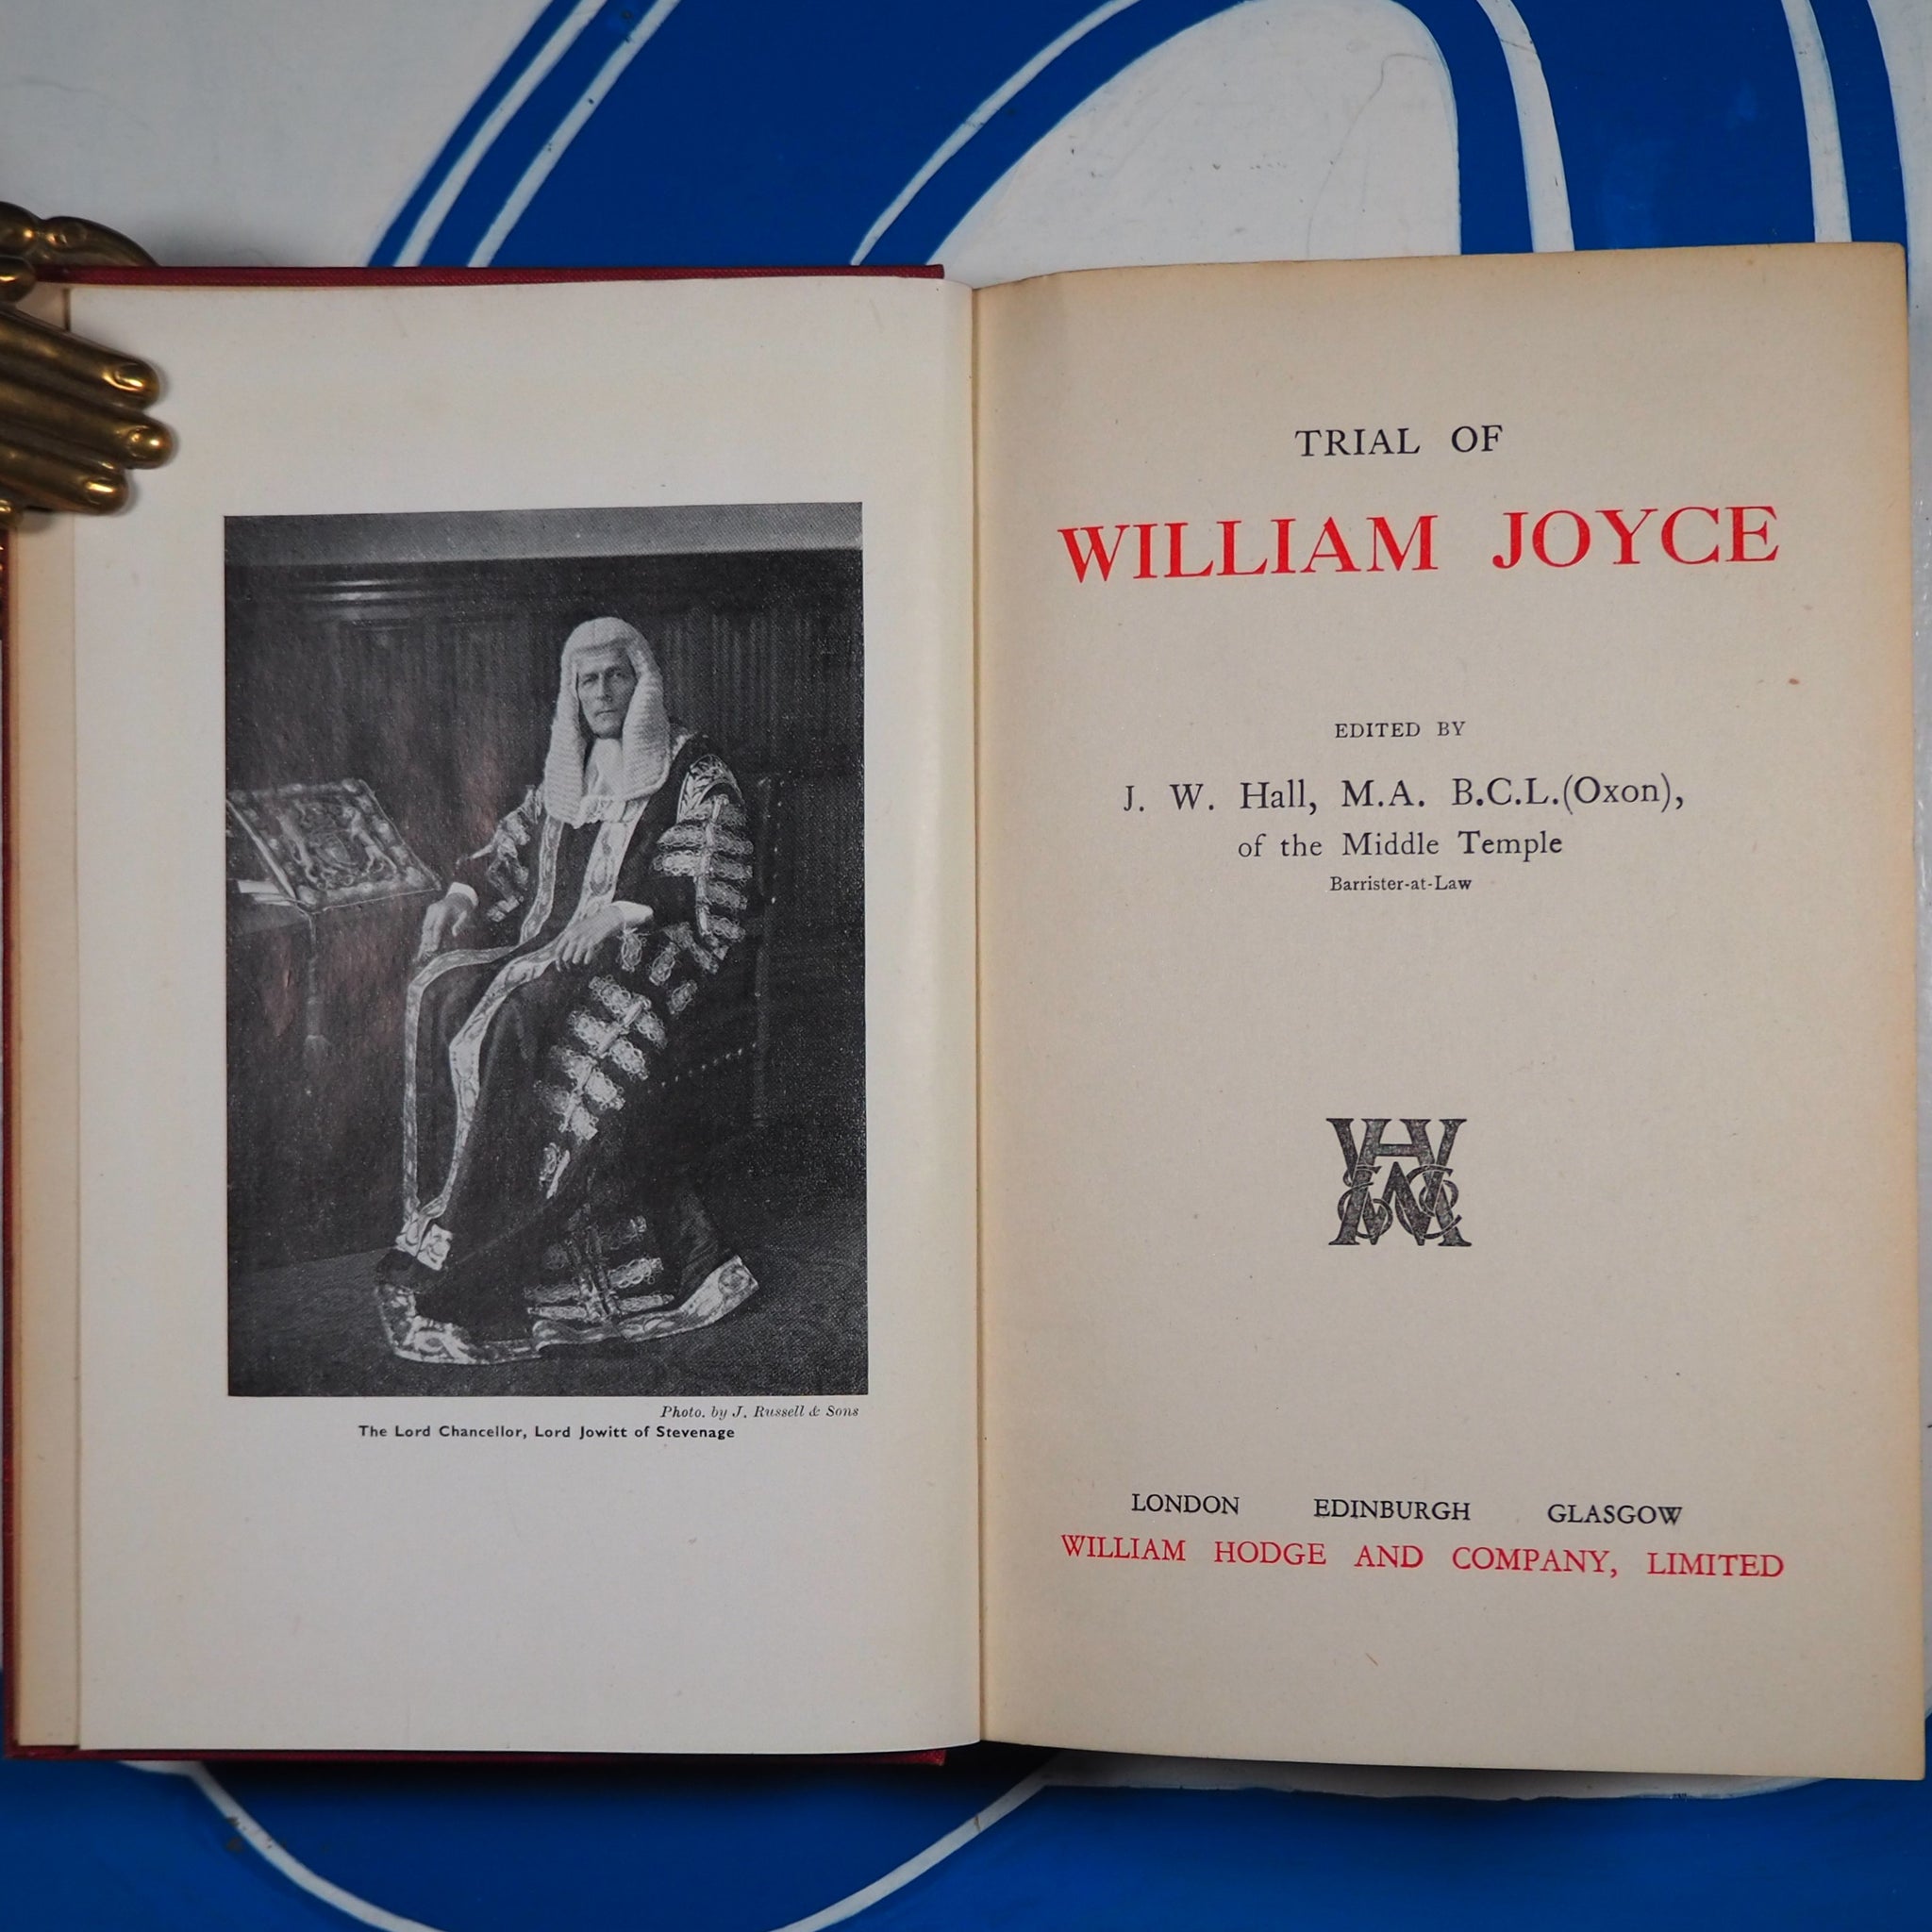 Photo. by J. Russell & Sons
The Lord Chancellor, Lord Jowitt of Stevenage
TRIAL OF
WILLIAM JOYCE
EDITED BY
J. W. Hall, M.A. B.C.L.(Oxon),
of the Middle Temple
Barrister-at-Law
LONDON EDINBURGH GLASGOW
WILLIAM HODGE AND COMPANY, LIMITED